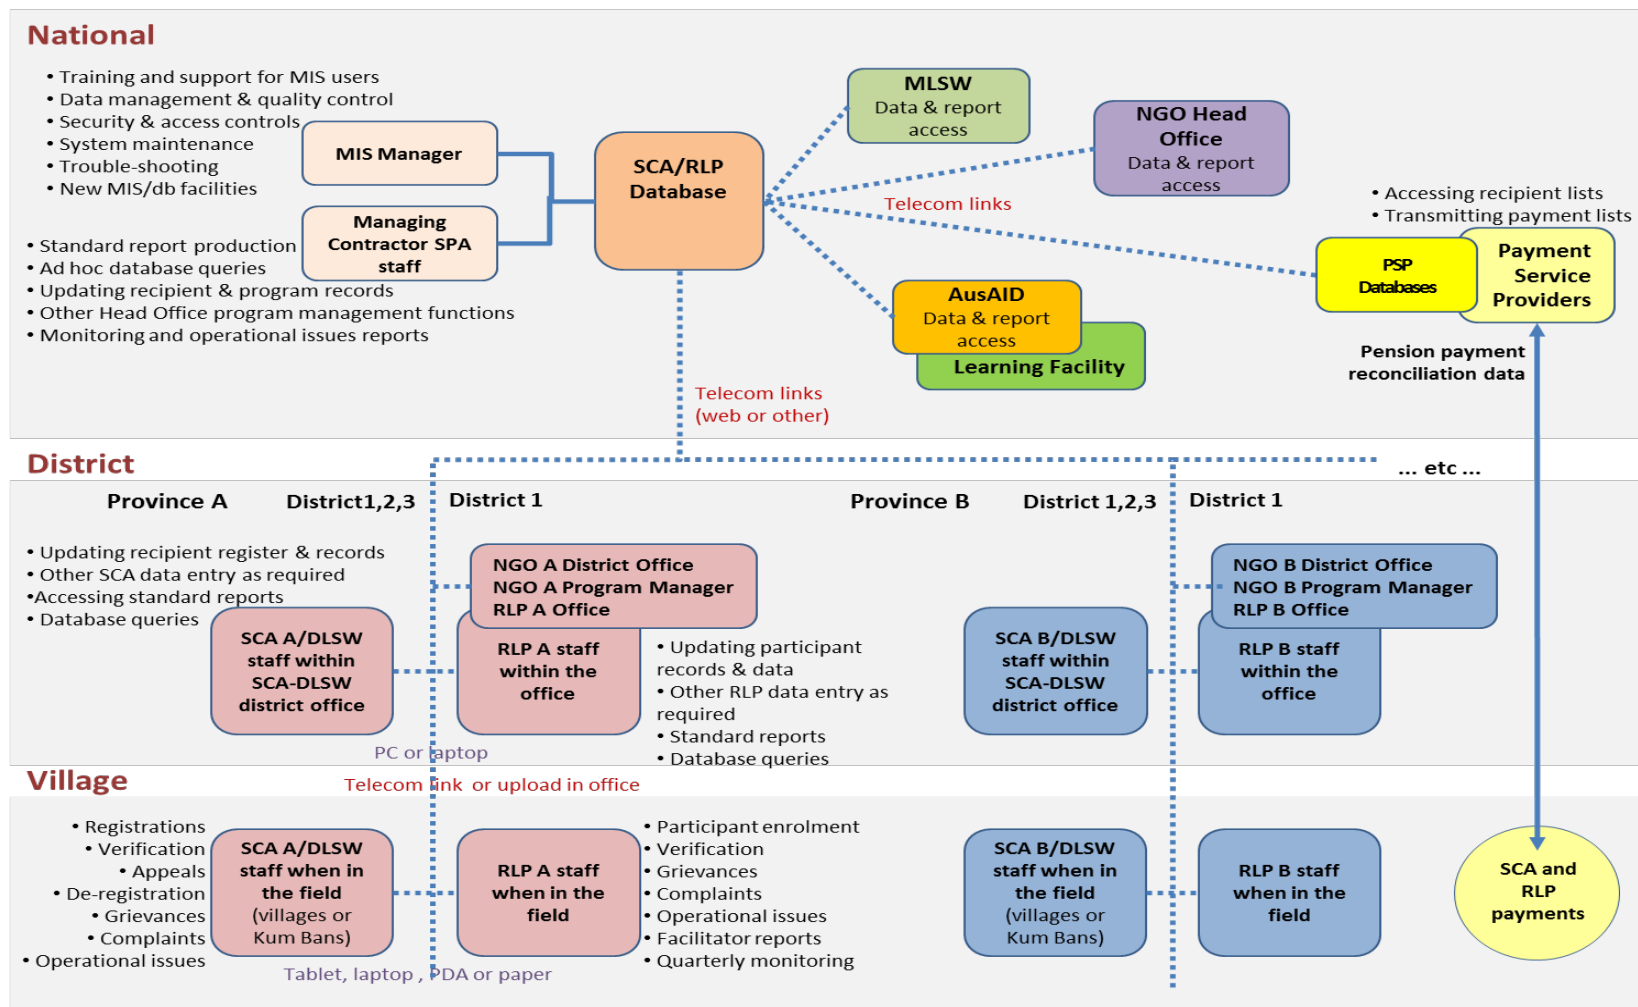 National
• Training and support for MIS users
• Data management & quality control
• Security & access controls
• System maintenance
• Trouble-shooting
• New MIS/db facilities
MIS Manager
Managing
Contractor SPA
staff
• Standard report production
• Ad hoc database queries
• Updating recipient & program records
• Other Head Office program management functions
• Monitoring and operational issues reports
SCA/RLP
Database
MLSW
Data & report
access
NGO Head
Office
Data & report
access
Telecom links
• Accessing recipient lists
• Transmitting payment lists
PSP
Databases
Payment
Service
Providers
AusAID
Data & report
access
Learning Facility
Pension payment
reconciliation data
Telecom links
(web or other)
District
... etc ...
Province A
District1,2,3
District 1
Province B
District 1,2,3
District 1
• Updating recipient register & records
• Other SCA data entry as required
•Accessing standard reports
• Database queries
NGO A District Office
NGO A Program Manager
RLP A Office
SCA A/DLSW
staff within
SCA-DLSW
district office
RLP A staff
within the
office
• Updating participant
records & data
• Other RLP data entry as
required
• Standard reports
• Database queries
NGO B District Office
NGO B Program Manager
RLP B Office
SCA B/DLSW
staff within
SCA-DLSW
district office
RLP B staff
within the
office
PC or laptop
Village
Telecom link or upload in office
• Registrations
• Verification
• Appeals
• De-registration
• Grievances
• Complaints
• Operational issues
SCA A/DLSW
staff when in
the field
(villages or
Kum Bans)
RLP A staff
when in the
field
• Participant enrolment
• Verification
• Grievances
• Complaints
• Operational issues
• Facilitator reports
• Quarterly monitoring
SCA B/DLSW
staff when in
the field
(villages or
Kum Bans)
RLP B staff
when in the
field
SCA and
RLP
payments
Tablet, laptop , PDA or paper